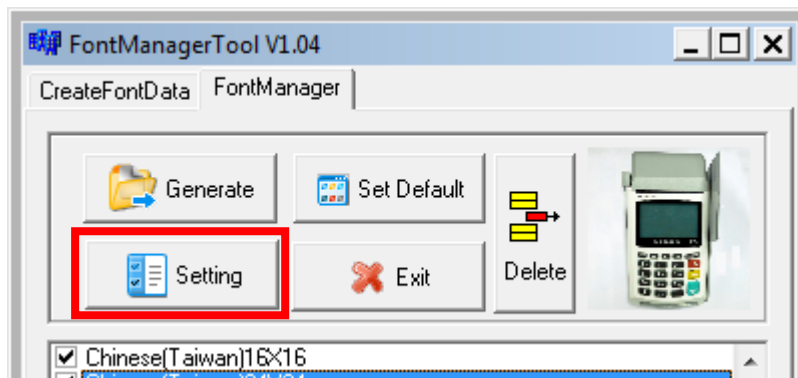 FontManagerTool V1.04
CreateFontData FontManager
Generate Set Default
Setting Exit Delete
Chinese(Taiwan)16X16